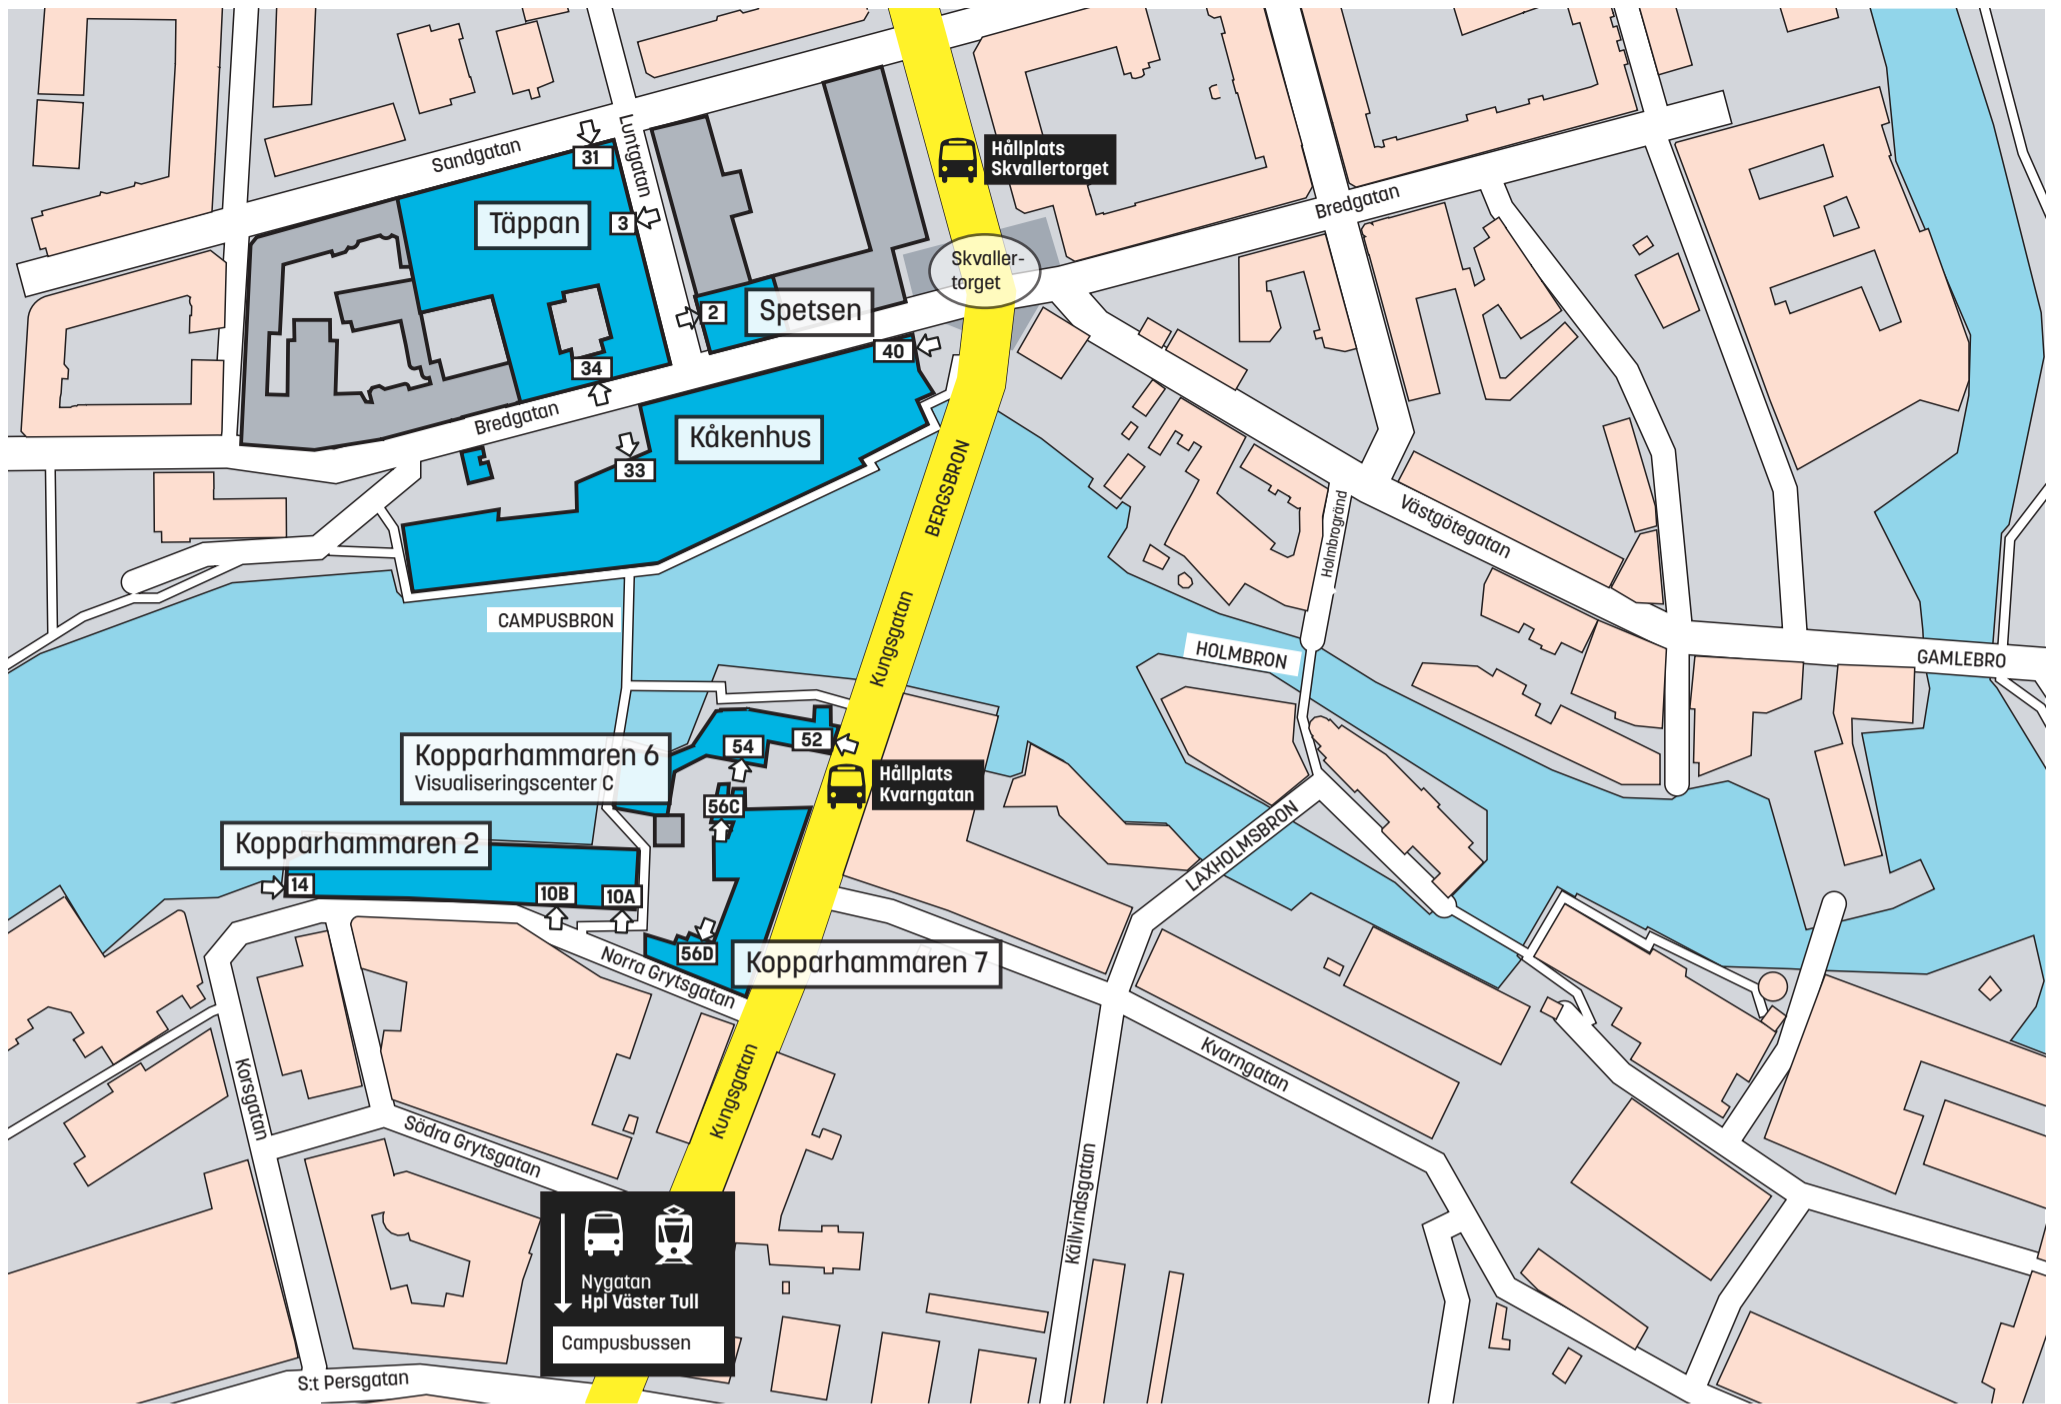 Sandgatan
31
Luntgatan
Hållplats
Skvallertorget
Täppan
3
Bredgatan
Skvaller-
torget
2
Spetsen
40
34
Bredgatan
Kåkenhus
33
BERGSBRON
Västgötegatan
Holmbrogränd
CAMPUSBRON
Kungsgatan
HOLMBRON
GAMLEBRO
Kopparhammaren 6
Visualiseringscenter C
54
52
Hållplats
Kvarngatan
56C
Kopparhammaren 2
14
10B
10A
LAXHOLMSBRON
56D
Kopparhammaren 7
Norra Grytsgatan
Korsgatan
Kungsgatan
Kvarngatan
Södra Grytsgatan
Källvindsgatan
Nygatan
Hpl Väster Tull
Campusbussen
S:t Persgatan